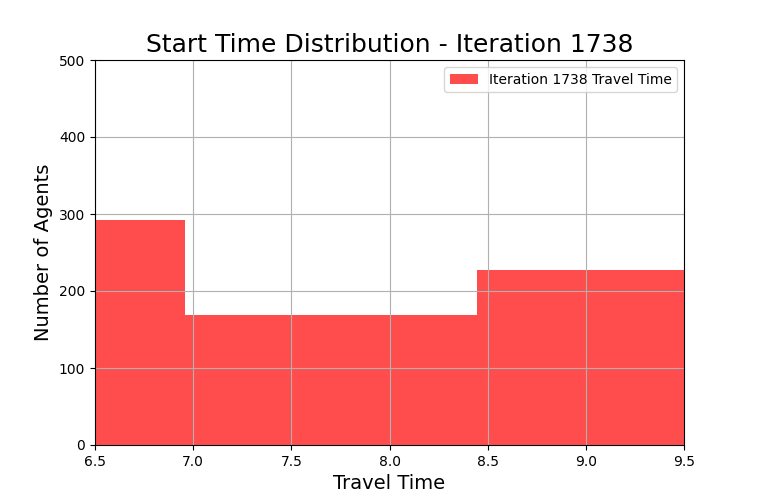 Start Time Distribution - Iteration 1738
Iteration 1738 Travel Time
Number of Agents
500
400
300
200
100
0
6.5 7.0 7.5 8.0 8.5 9.0 9.5
Travel Time